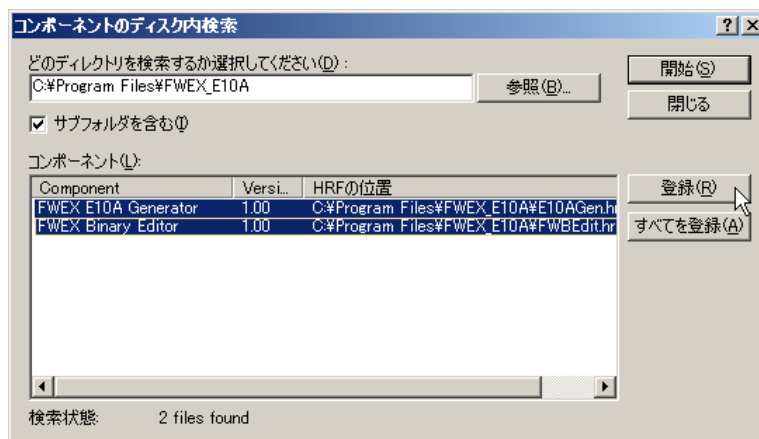 コンポーネントのディスク内検索
どのディレクトリを検索するか選択してください(D) :
C:¥Program Files¥FWEX_E10A
参照(B)...
開始(S)
閉じる
サブフォルダを含む(I)
コンポーネント(L):
Component Versi... HRFの位置
FWEX E10A Generator 1.00 C:¥Program Files¥FWEX_E10A¥E10AGen.hr
FWEX Binary Editor 1.00 C:¥Program Files¥FWEX_E10A¥FWBEdit.hr
登録(R)
すべてを登録(A)
検索状態: 2 files found